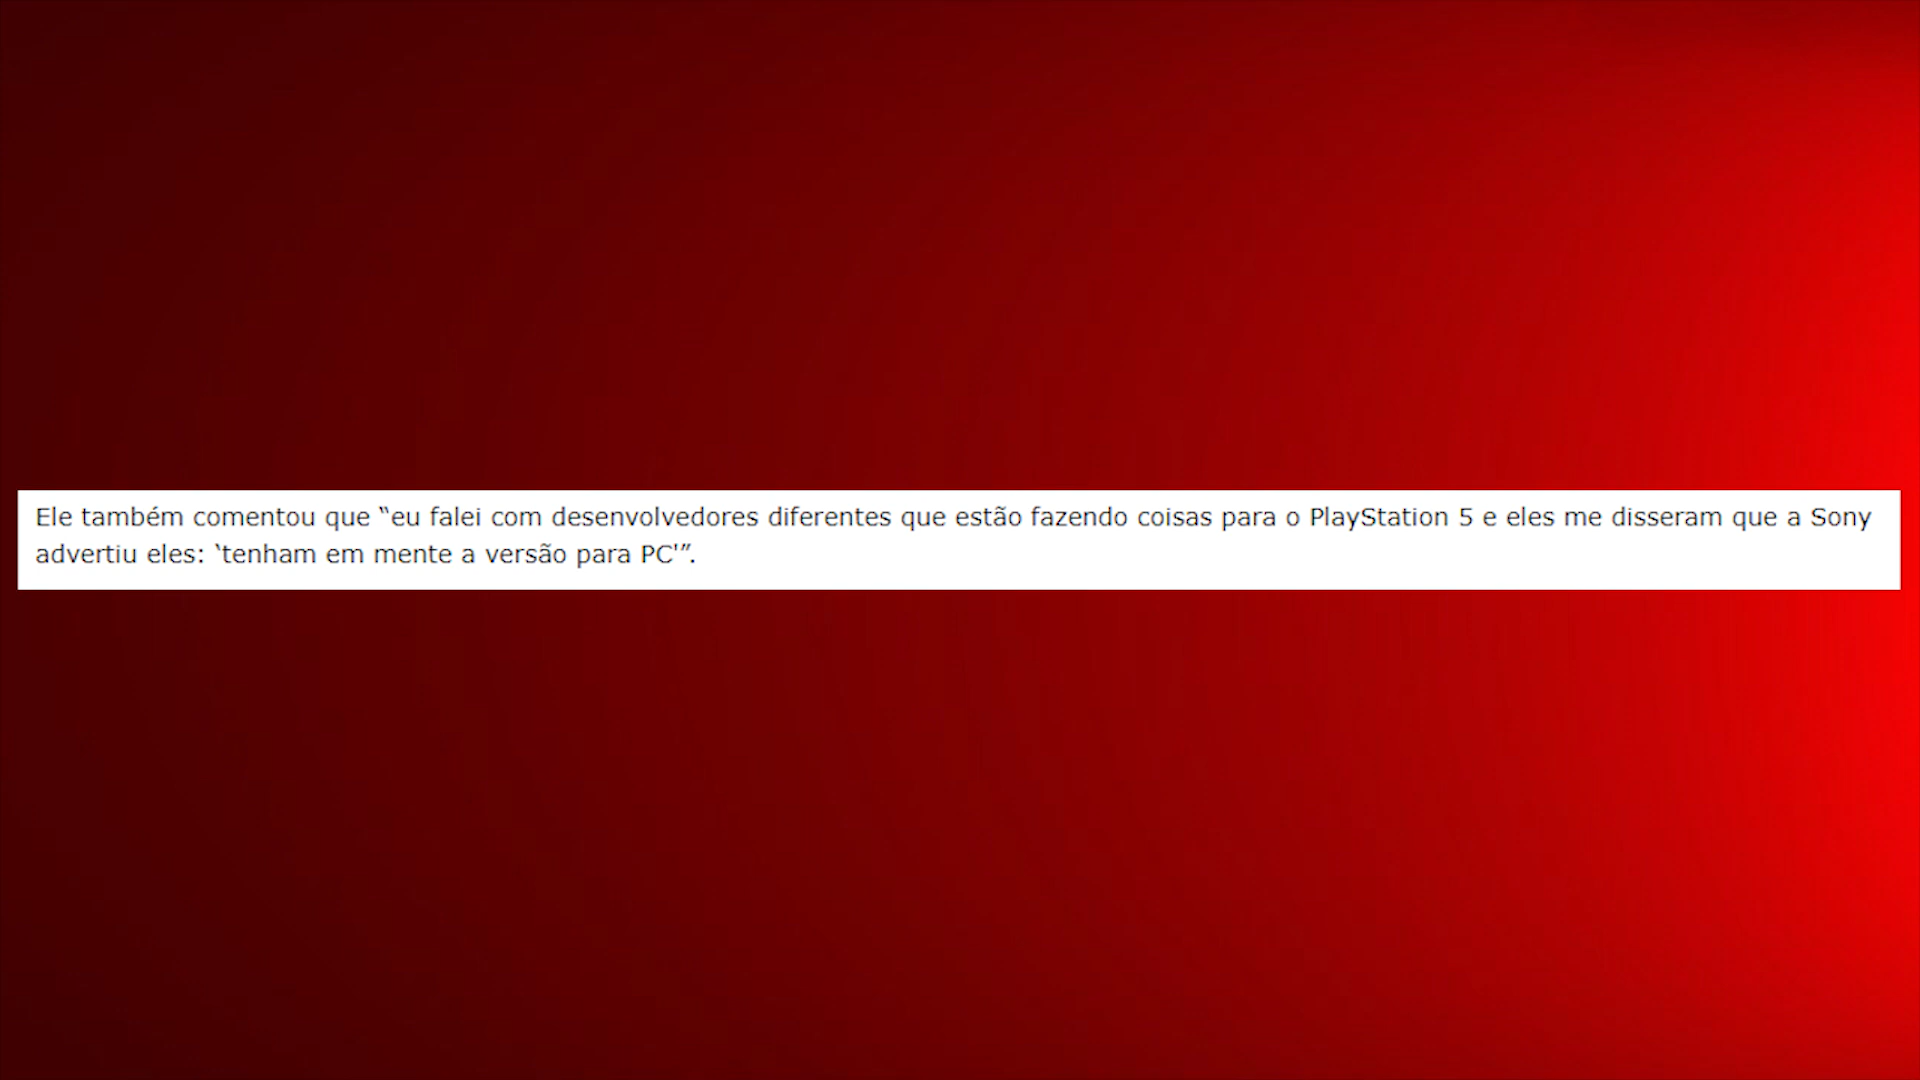 Ele também comentou que “eu falei com desenvolvedores diferentes que estão fazendo coisas para o PlayStation 5 e eles me disseram que a Sony
advertiu eles: ‘tenham em mente a versão para PC'”.